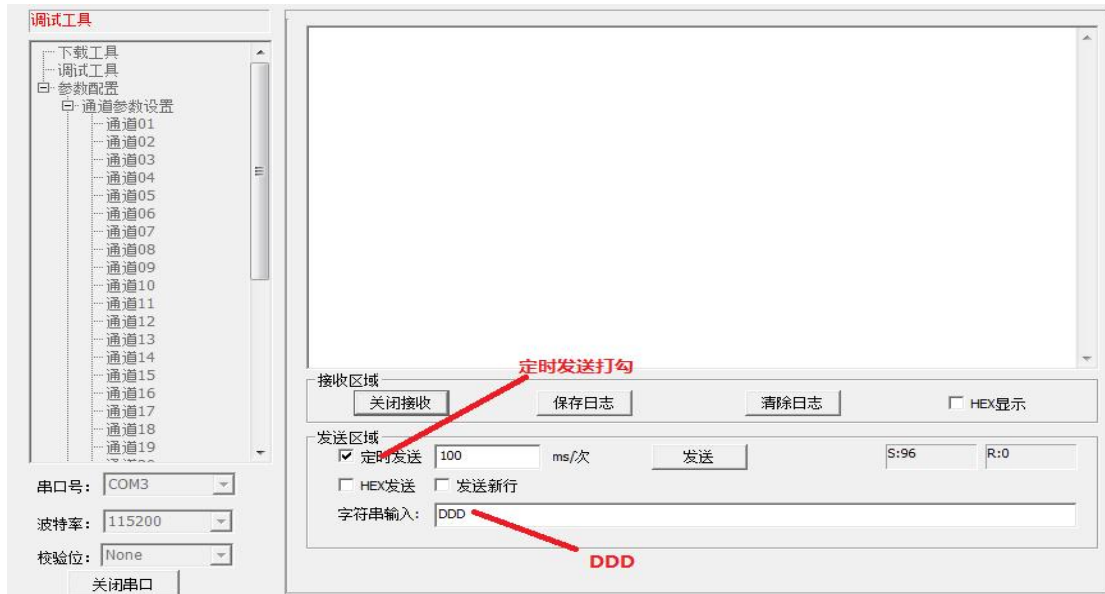 调试工具
下载工具
调试工具
参数配置
通道参数设置
通道01
通道02
通道03
通道04
通道05
通道06
通道07
通道08
通道09
通道10
通道11
通道12
通道13
通道14
通道15
通道16
通道17
通道18
通道19
串口号: COM3
波特率: 115200
校验位: None
关闭串口
定时发送打勾
接收区域
关闭接收 保存日志 清除日志 HEX显示
发送区域
定时发送 100 ms/次 发送 S:96 R:0
HEX发送 发送新行
字符串输入: DDD
DDD